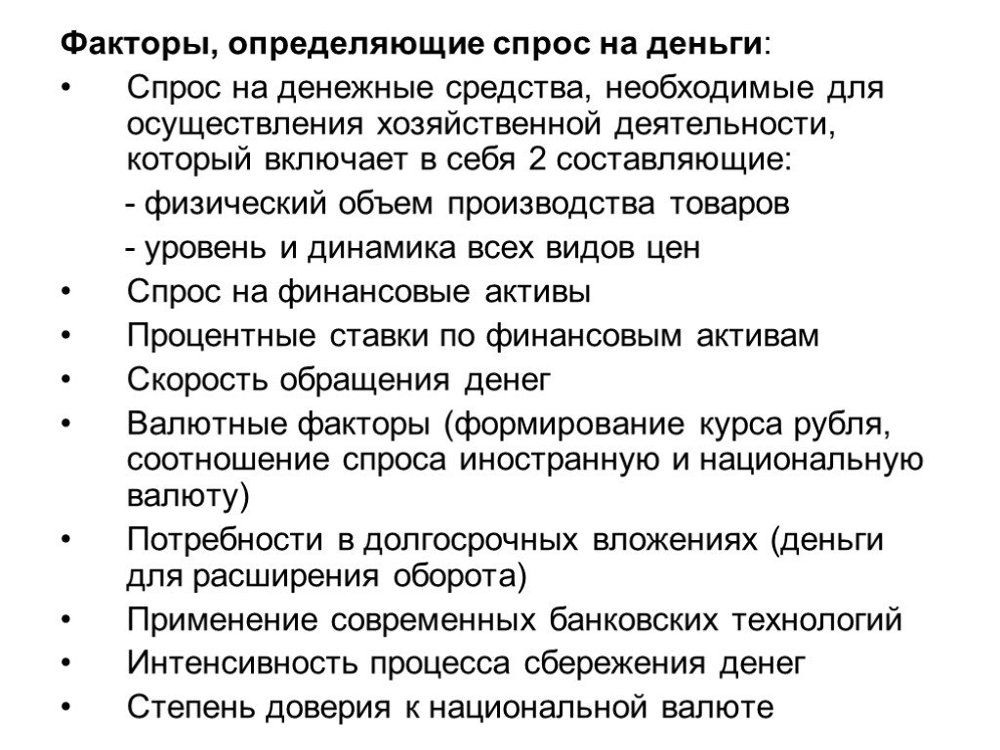 Факторы, определяющие спрос на деньги:
• Спрос на денежные средства, необходимые для
осуществления хозяйственной деятельности,
который включает в себя 2 составляющие:
- физический объем производства товаров
- уровень и динамика всех видов цен
• Спрос на финансовые активы
• Процентные ставки по финансовым активам
• Скорость обращения денег
• Валютные факторы (формирование курса рубля,
соотношение спроса иностранную и национальную
валюту)
• Потребности в долгосрочных вложениях (деньги
для расширения оборота)
• Применение современных банковских технологий
• Интенсивность процесса сбережения денег
• Степень доверия к национальной валюте